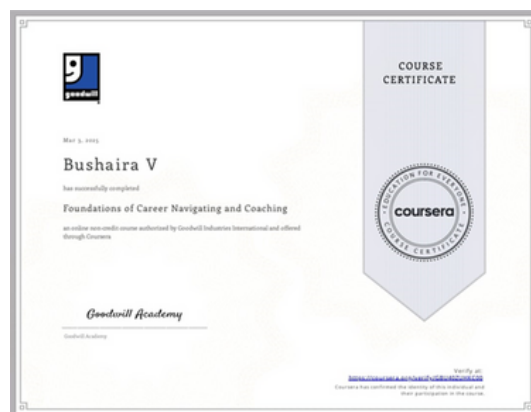 goodwill
COURSE
CERTIFICATE
Mar 5, 2025
Bushaira V
has successfully completed
Foundations of Career Navigating and Coaching
an online non-credit course authorized by Goodwill Industries International and offered
through Coursera
EDUCATION FOR EVERYONE
coursera
COURSE CERTIFICATE
Goodwill Academy
Goodwill Academy
Verify at:
Coursera has confirmed the identity of this individual and
their participation in the course.